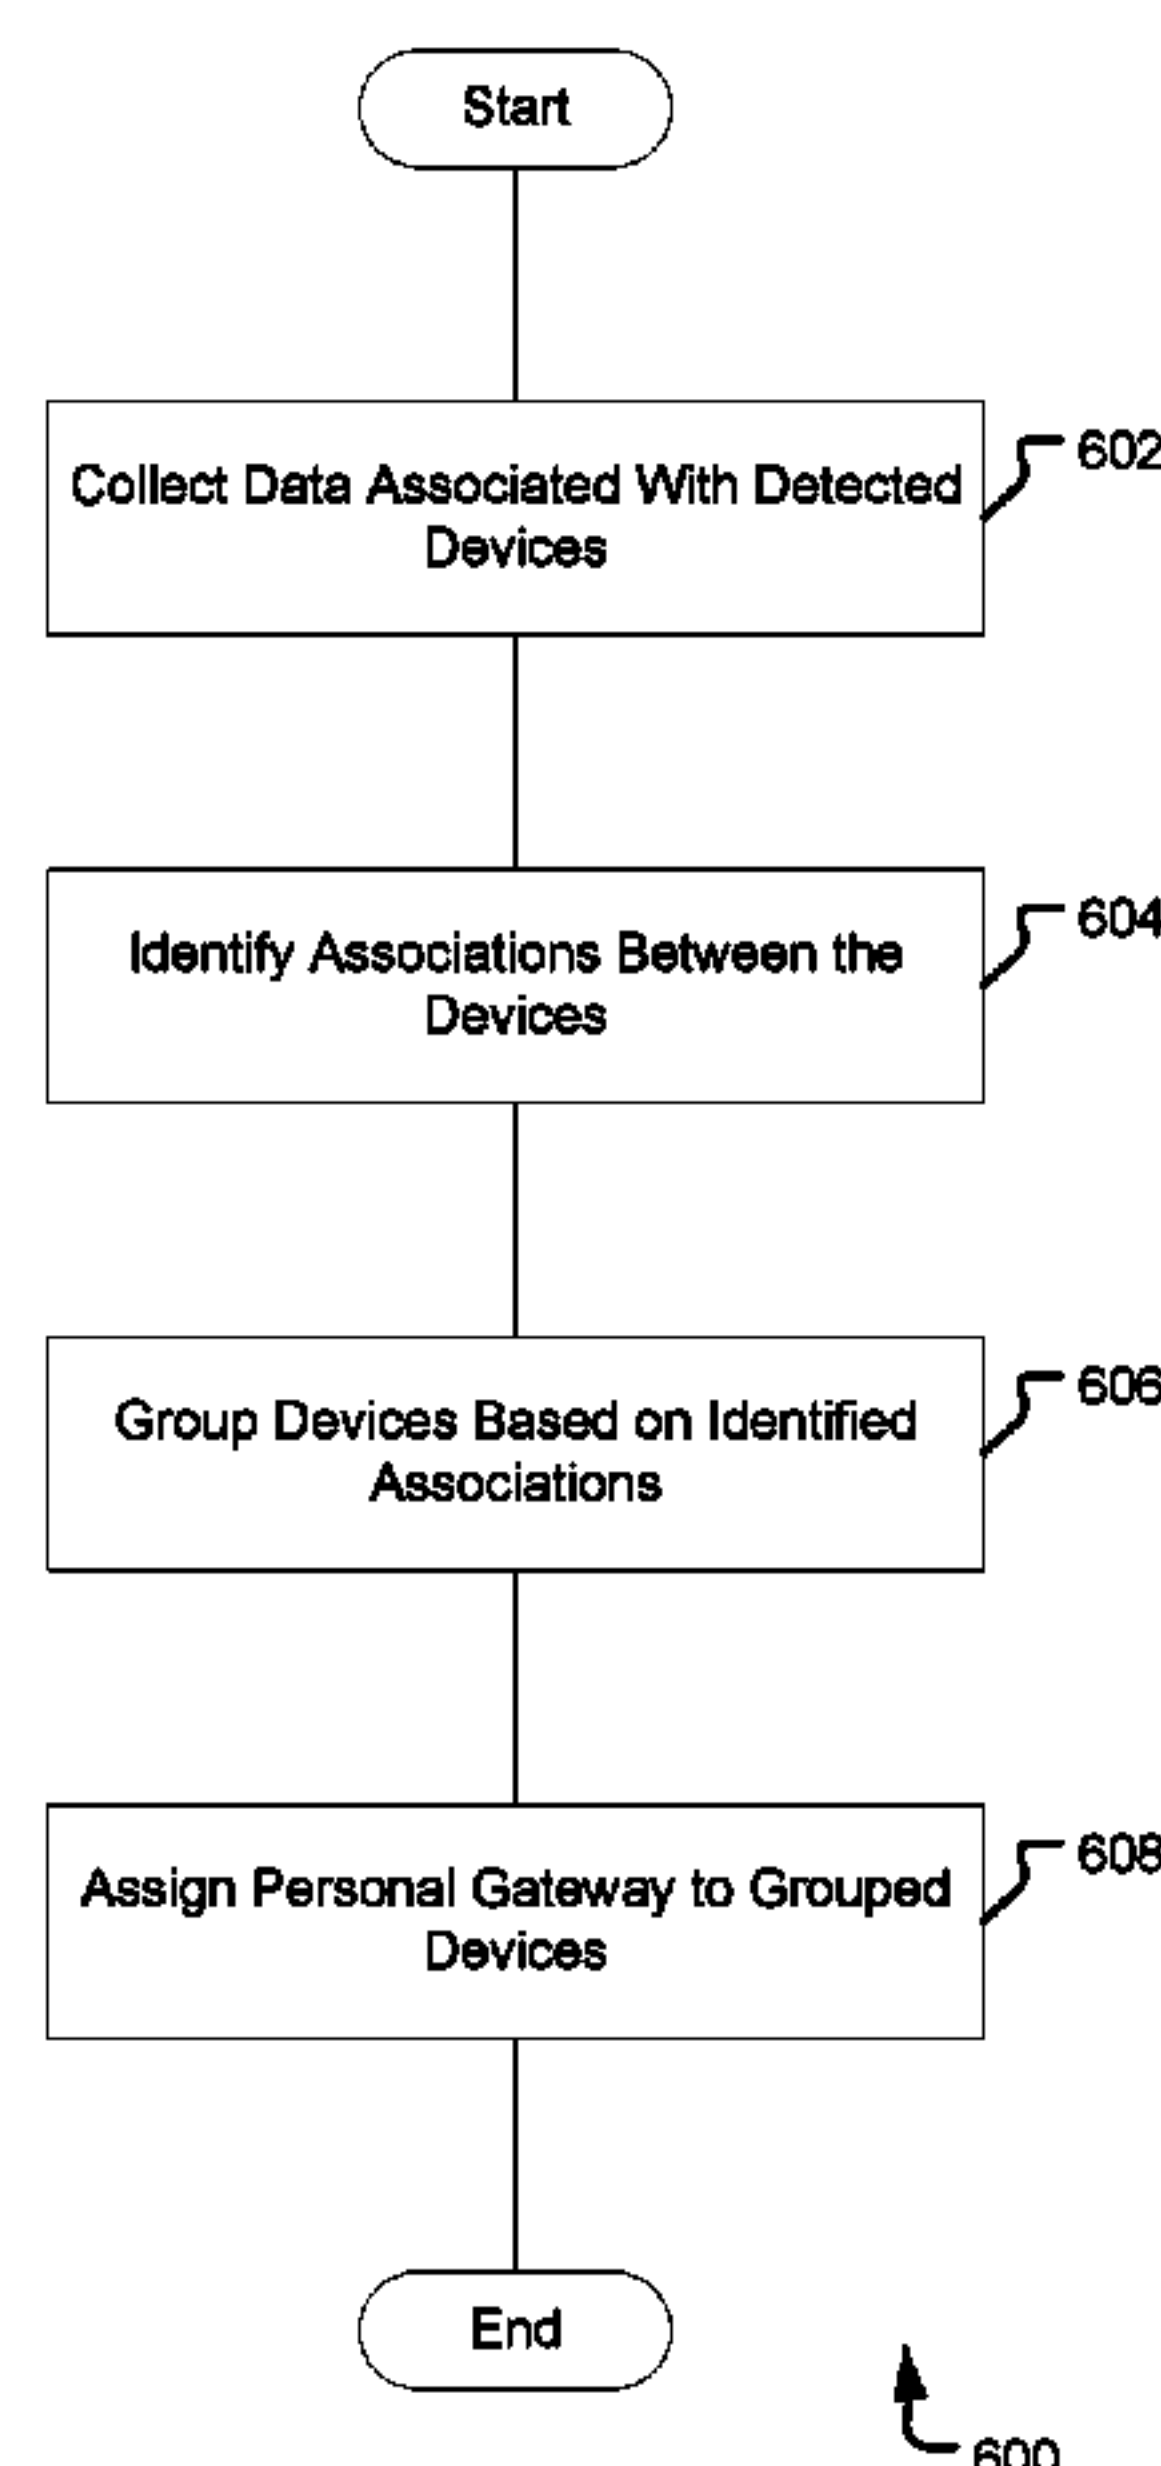 Start
Collect Data Associated With Detected
Devices
602
Identify Associations Between the
Devices
604
Group Devices Based on Identified
Associations
606
Assign Personal Gateway to Grouped
Devices
608
End
600